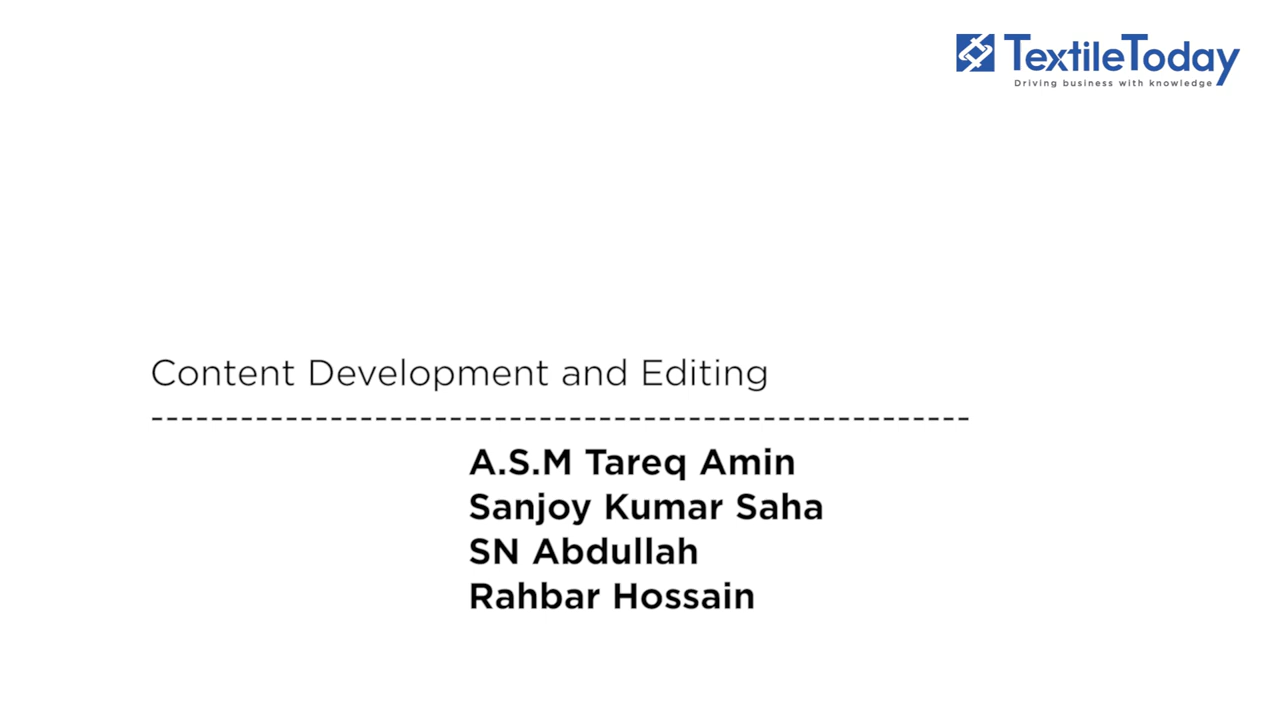 TextileToday
Driving business with knowledge
Content Development and Editing
A.S.M Tareq Amin
Sanjoy Kumar Saha
SN Abdullah
Rahbar Hossain